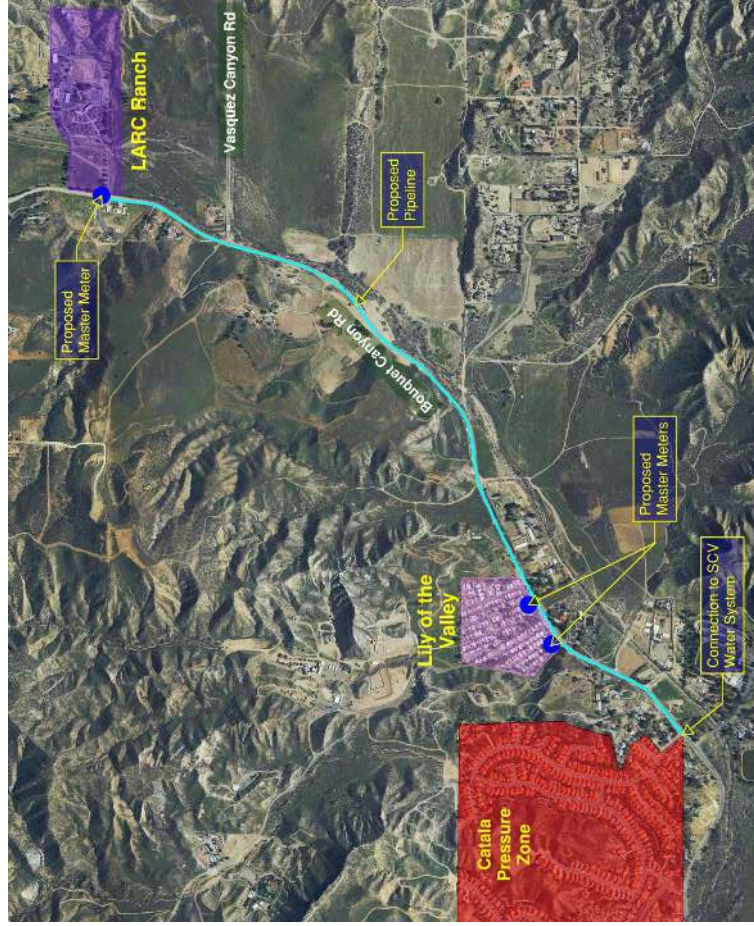 LARC Ranch
Vasquez Canyon Rd
Proposed
Master Meter
Proposed
Pipeline
Bouquet Canyon Rd
Lily of the
Valley
Proposed
Master Meters
Connection to SCV
Water System
Catala
Pressure
Zone